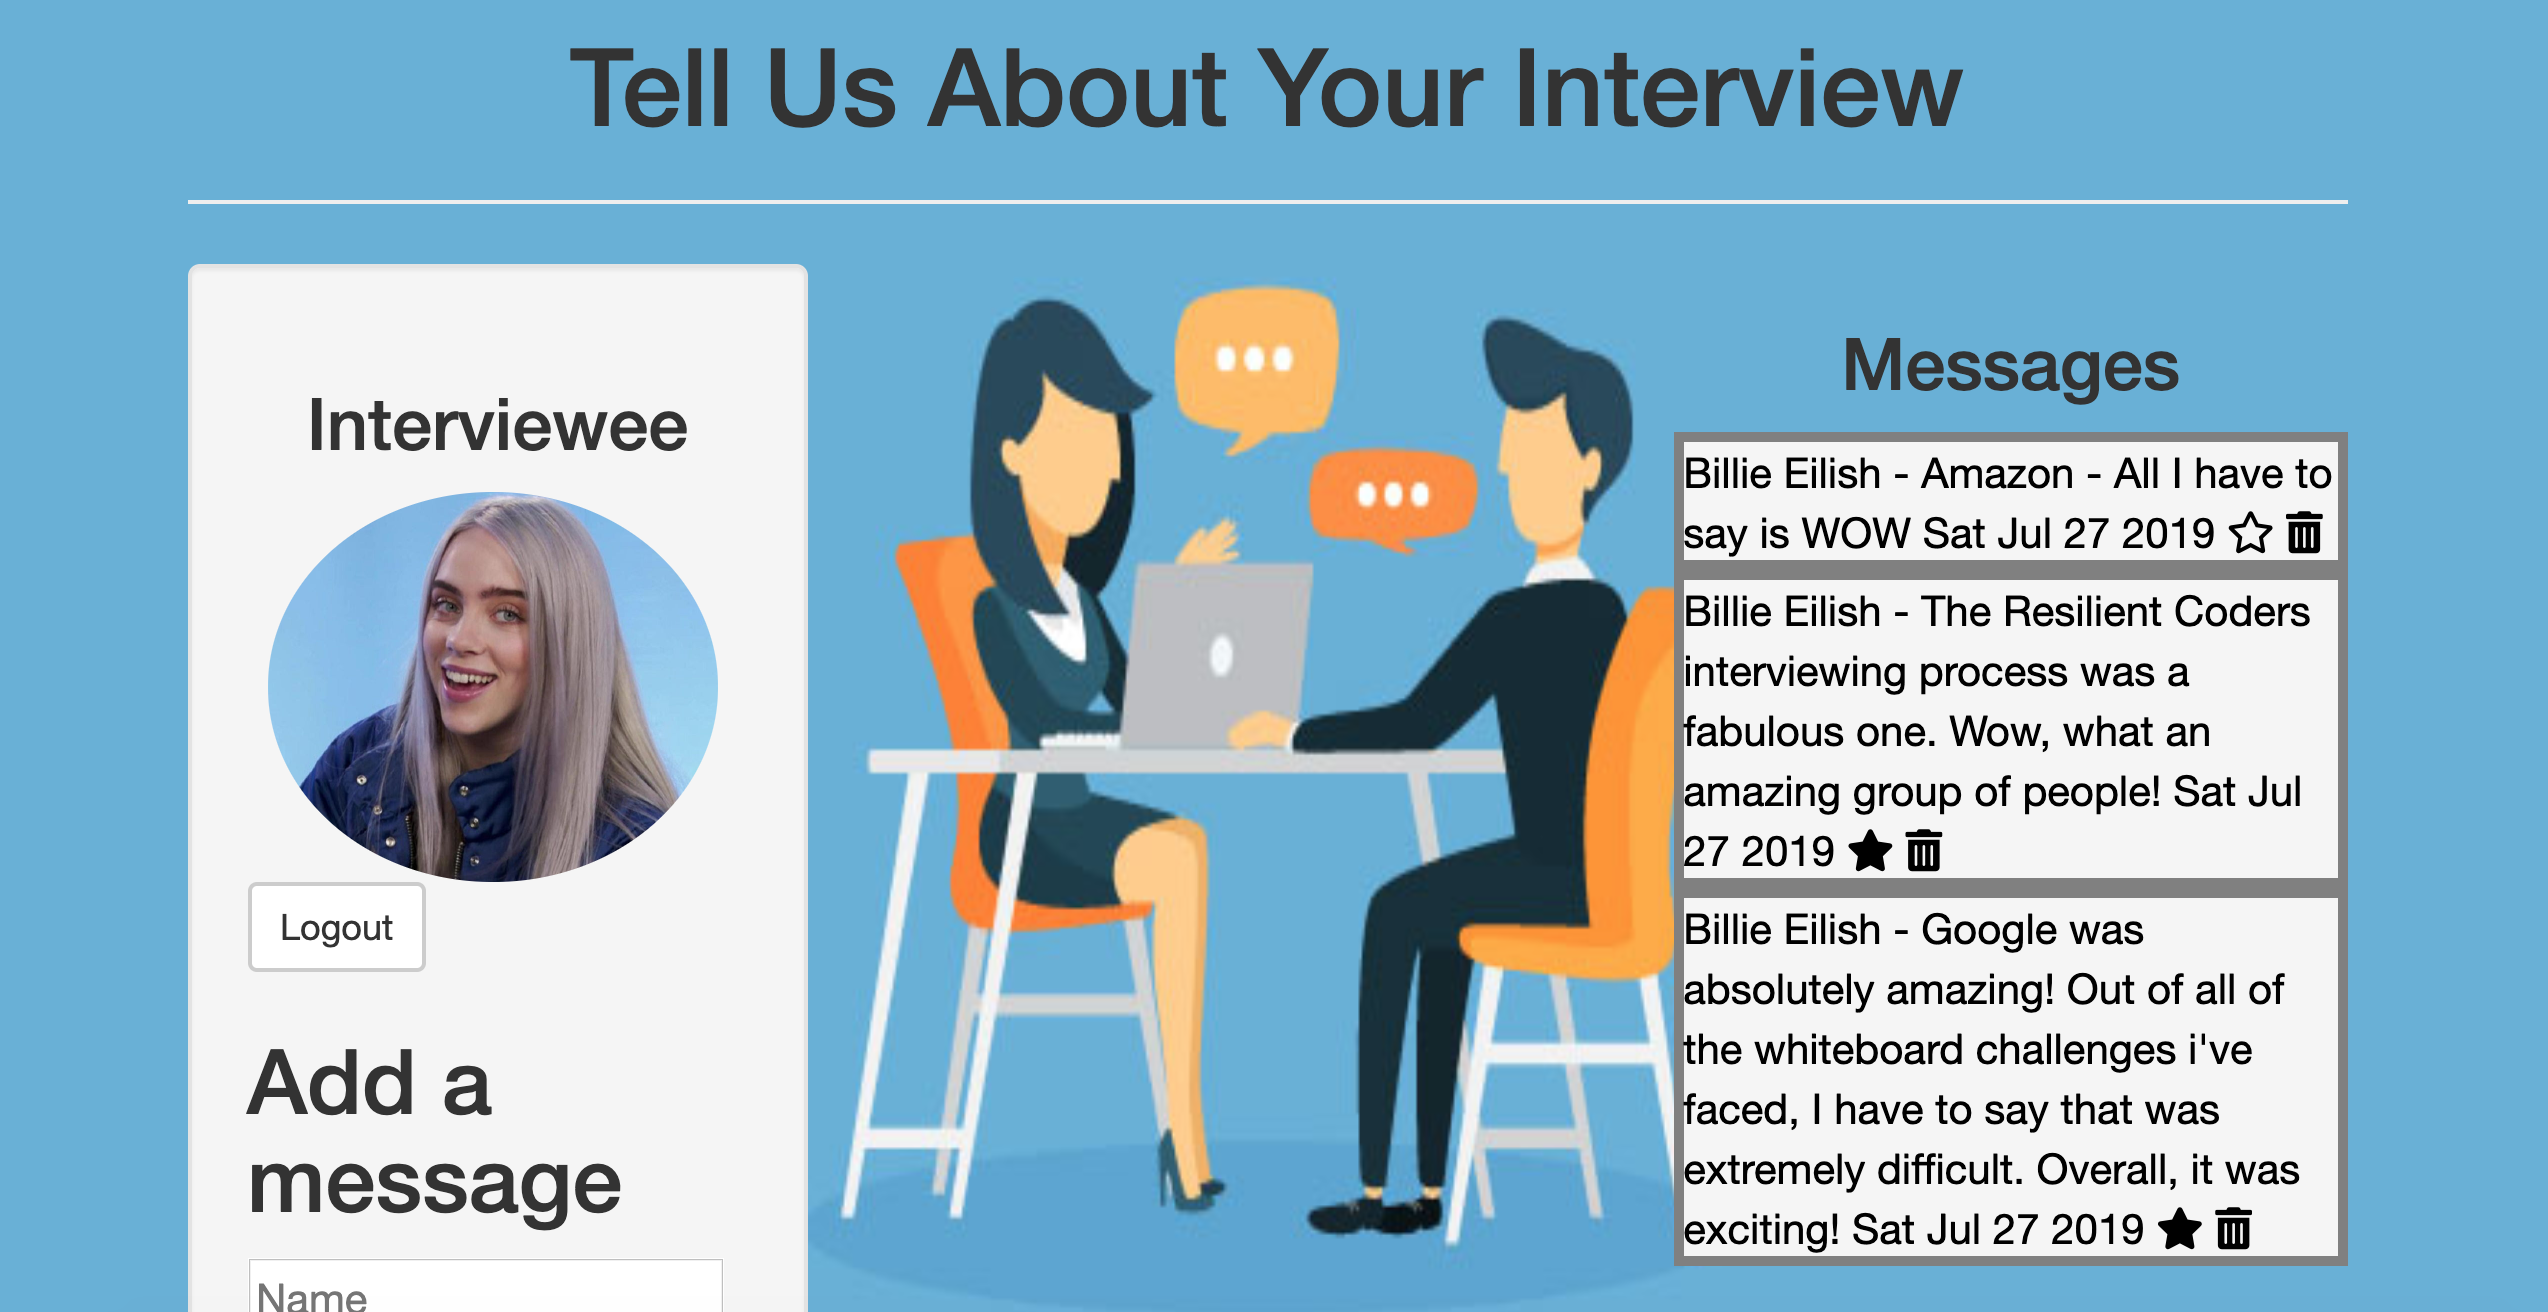 Tell Us About Your Interview
Interviewee
Logout
Add a
message
Name
Messages
Billie Eilish - Amazon - All I have to
say is WOW Sat Jul 27 2019
Billie Eilish - The Resilient Coders
interviewing process was a
fabulous one. Wow, what an
amazing group of people! Sat Jul
27 2019
Billie Eilish - Google was
absolutely amazing! Out of all of
the whiteboard challenges i've
faced, I have to say that was
extremely difficult. Overall, it was
exciting! Sat Jul 27 2019